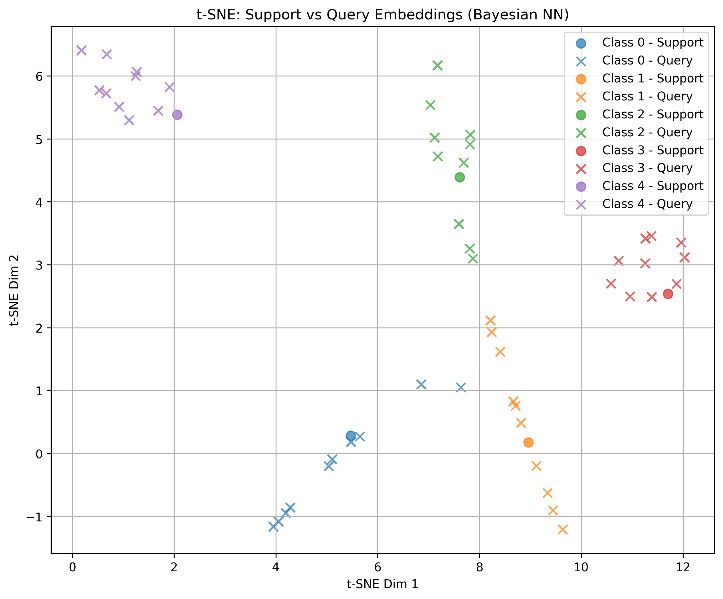 t-SNE: Support vs Query Embeddings (Bayesian NN)
Class 0 - Support
Class 0 - Query
Class 1 - Support
Class 1 - Query
Class 2 - Support
Class 2 - Query
Class 3 - Support
Class 3 - Query
Class 4 - Support
Class 4 - Query
t-SNE Dim 2
6
5
4
3
2
1
0
−1
0 2 4 6 8 10 12
t-SNE Dim 1